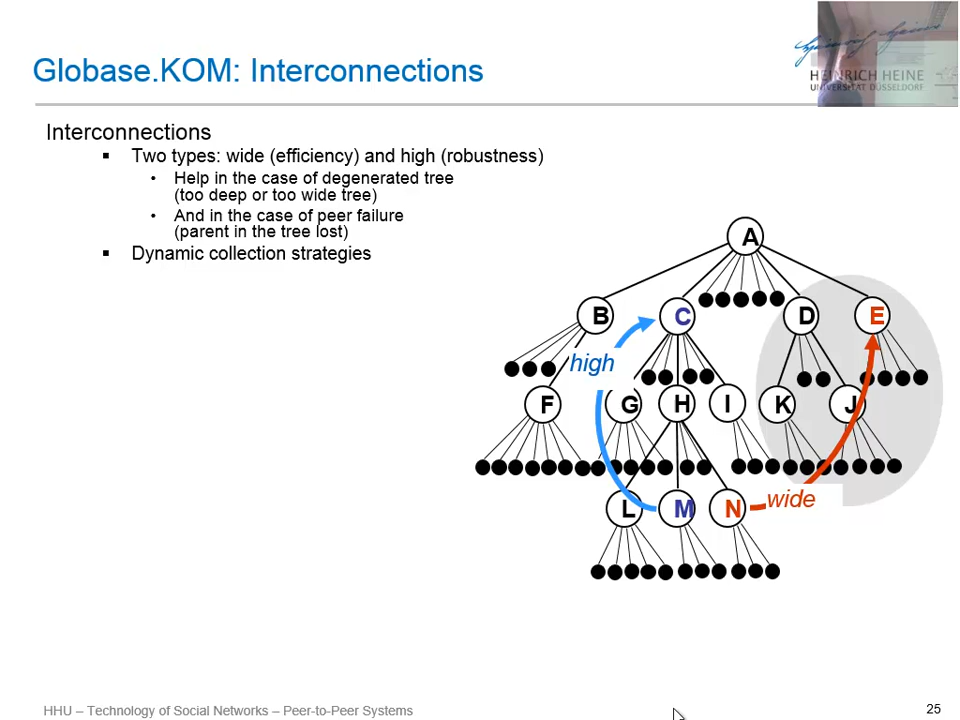 Globase.KOM: Interconnections
HEINRICH HEINE
UNIVERSITÄT DÜSSELDORF
Interconnections
Two types: wide (efficiency) and high (robustness)
Help in the case of degenerated tree
(too deep or too wide tree)
And in the case of peer failure
(parent in the tree lost)
Dynamic collection strategies
A
B
C
D
E
high
F
G
H
I
K
J
L
M
N
wide
HHU – Technology of Social Networks – Peer-to-Peer Systems
25